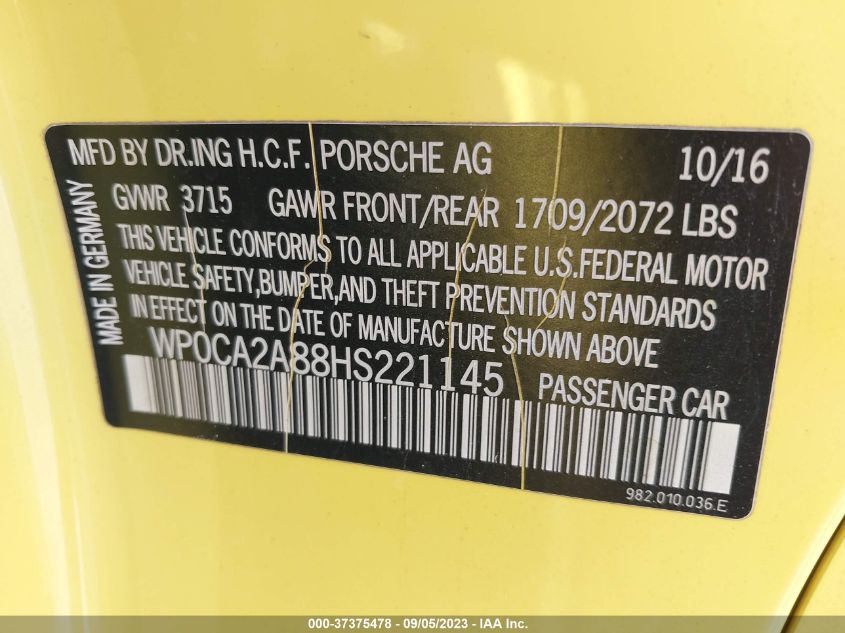 MFD BY DR.ING H.C.F. PORSCHE AG 10/16
GVWR 3715 GAWR FRONT/REAR 1709/2072 LBS
THIS VEHICLE CONFORMS TO ALL APPLICABLE U.S.FEDERAL MOTOR
VEHICLE SAFETY,BUMPER,AND THEFT PREVENTION STANDARDS
IN EFFECT ON THE DATE OF MANUFACTURE SHOWN ABOVE
WP0CA2A88HS221145 PASSENGER CAR
MADE IN GERMANY
982.010.036.E
000-37375478 - 09/05/2023 - IAA Inc.